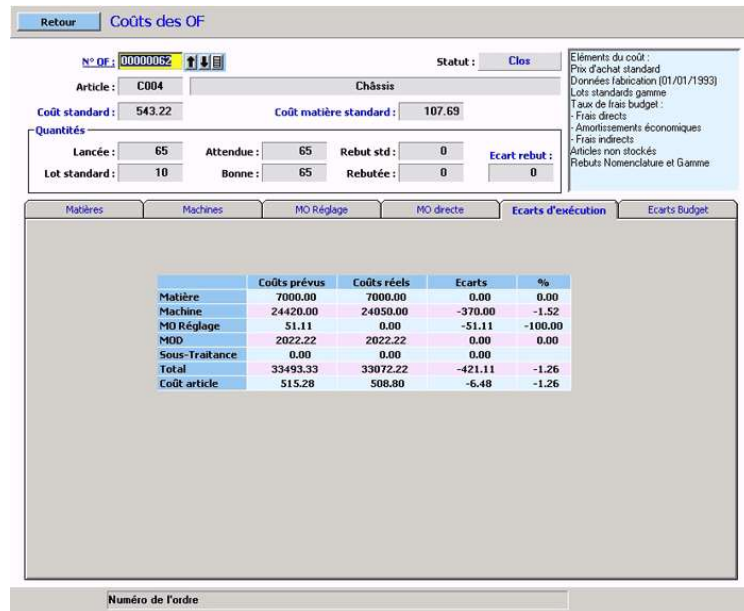 Retour Coûts des OF
N° OF : 00000062 Statut : Clos
Article : C004 Châssis
Coût standard : 543.22 Coût matière standard : 107.69
Quantités
Lancée : 65 Attendue : 65 Rebut std : 0 Ecart rebut :
Lot standard : 10 Bonne : 65 Rebutée : 0 0
Eléments du coût :
Prix d'achat standard
Données fabrication (01/01/1993)
Lots standards gamme
Taux de frais budget :
- Frais directs
- Amortissements économiques
- Frais indirects
Articles non stockés
Rebuts Nomenclature et Gamme
Matières Machines MO Réglage MO directe Ecarts d'exécution Ecarts Budget
Coûts prévus Coûts réels Ecarts %
Matière 7000.00 7000.00 0.00 0.00
Machine 24420.00 24050.00 -370.00 -1.52
MO Réglage 51.11 0.00 -51.11 -100.00
MOD 2022.22 2022.22 0.00 0.00
Sous-Traitance 0.00 0.00 0.00
Total 33493.33 33072.22 -421.11 -1.26
Coût article 515.28 508.80 -6.48 -1.26
Numéro de l'ordre